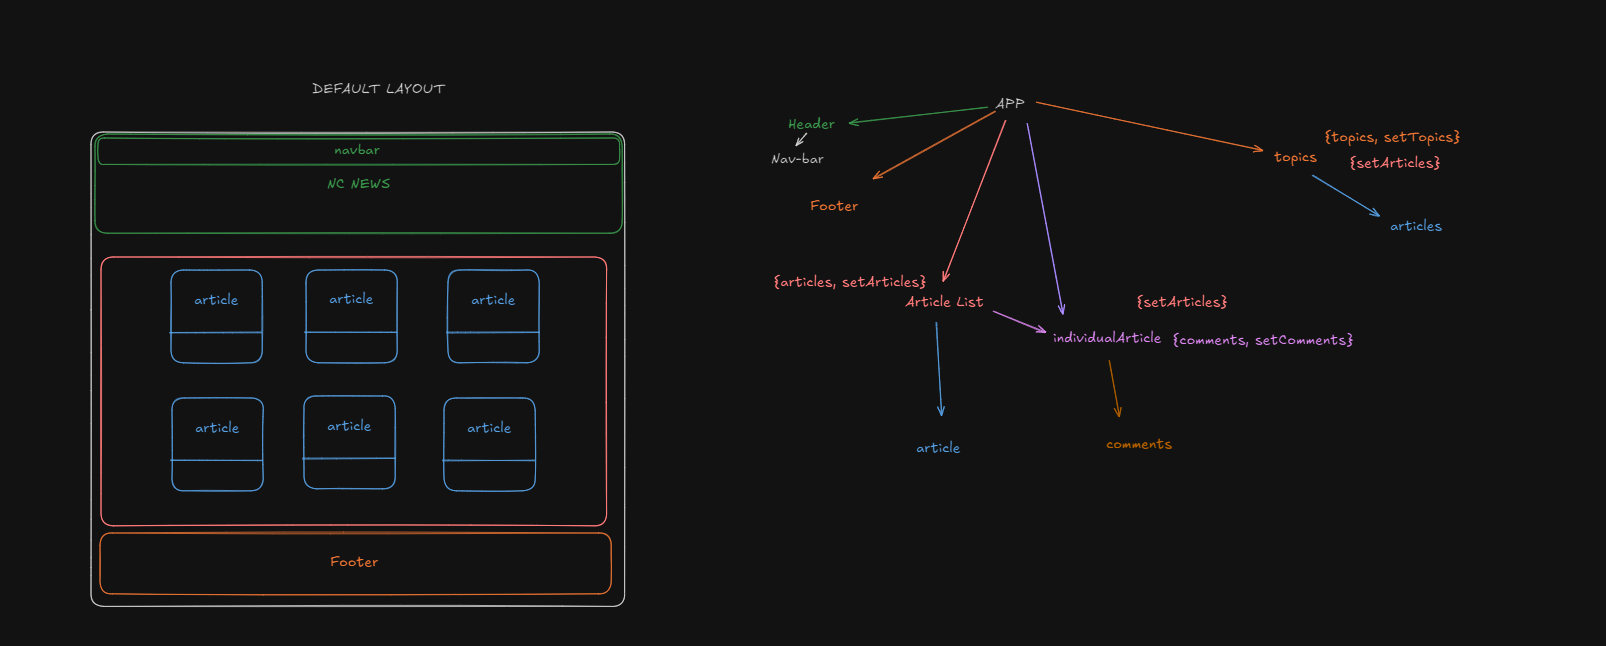 DEFAULT LAYOUT
navbar
NC NEWS
article
article
article
article
article
article
Footer
APP
Header
Nav-bar
Footer
{topics, setTopics}
topics
{setArticles}
articles
{articles, setArticles}
Article List
{setArticles}
individualArticle
{comments, setComments}
article
comments